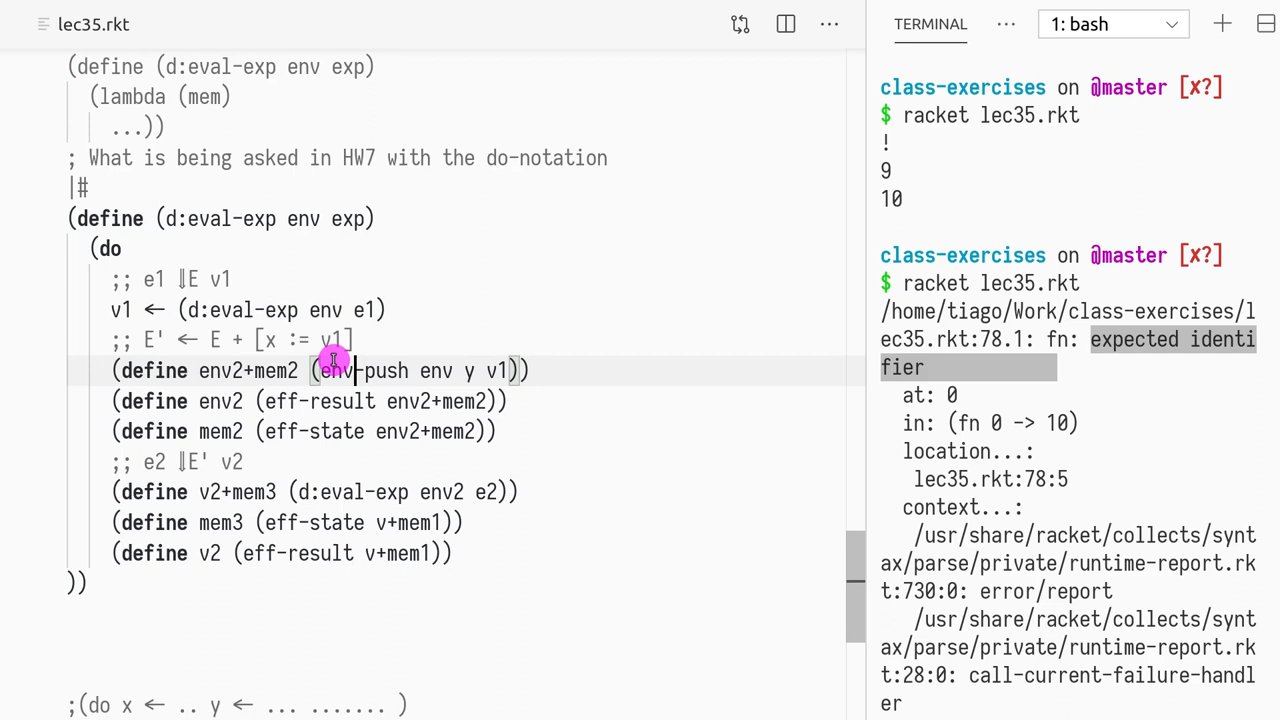 lec35.rkt
(define (d:eval-exp env exp)
(lambda (mem)
...))
; What is being asked in HW7 with the do-notation
|#
(define (d:eval-exp env exp)
(do
;; e1 ⇓E v1
v1 ← (d:eval-exp env e1)
;; E' ← E + [x := v1]
(define env2+mem2 (env-push env y v1))
(define env2 (eff-result env2+mem2))
(define mem2 (eff-state env2+mem2))
;; e2 ⇓E' v2
(define v2+mem3 (d:eval-exp env2 e2))
(define mem3 (eff-state v+mem1))
(define v2 (eff-result v+mem1))
))
;(do x ← .. y ← ... ....... )
TERMINAL
1: bash
class-exercises on @master [x?]
$ racket lec35.rkt
!
9
10
class-exercises on @master [x?]
$ racket lec35.rkt
/home/tiago/Work/class-exercises/l
ec35.rkt:78.1: fn: expected identi
fier
at: 0
in: (fn 0 -> 10)
location...:
lec35.rkt:78:5
context...:
/usr/share/racket/collects/synt
ax/parse/private/runtime-report.rk
t:730:0: error/report
/usr/share/racket/collects/synt
ax/parse/private/runtime-report.rk
t:28:0: call-current-failure-handl
er